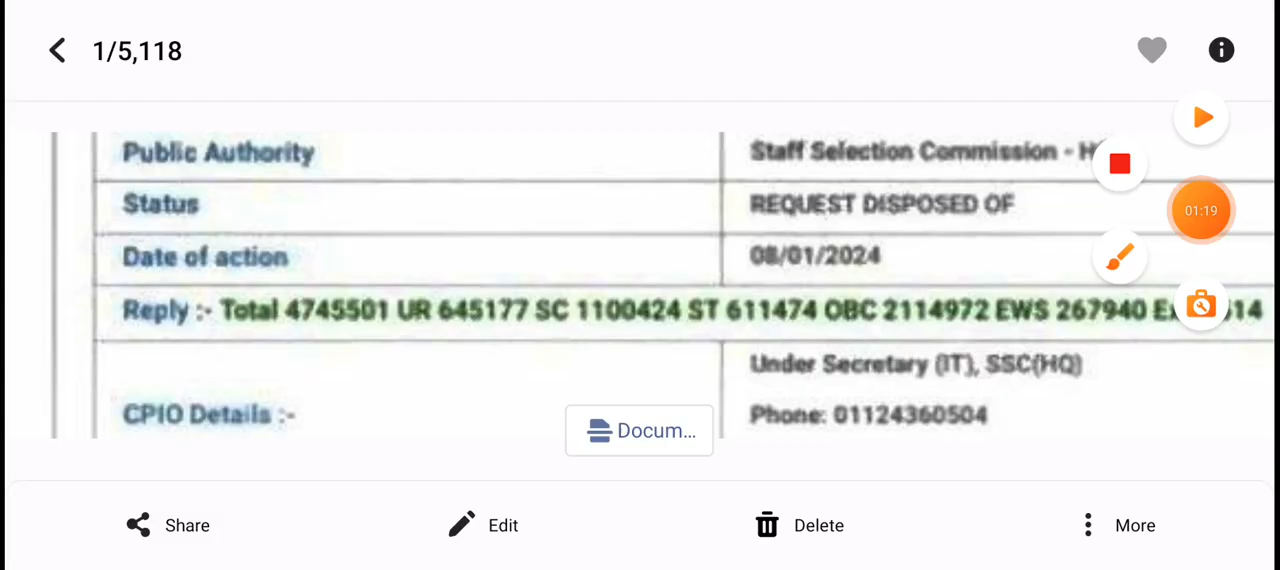 1/5,118
Public Authority Staff Selection Commission -
Status REQUEST DISPOSED OF
Date of action 08/01/2024
01:19
Reply :- Total 4745501 UR 645177 SC 1100424 ST 611474 OBC 2114972 EWS 267940
Under Secretary (IT), SSC(HQ)
CPIO Details :- Phone: 01124360504
Docum...
Share Edit Delete More